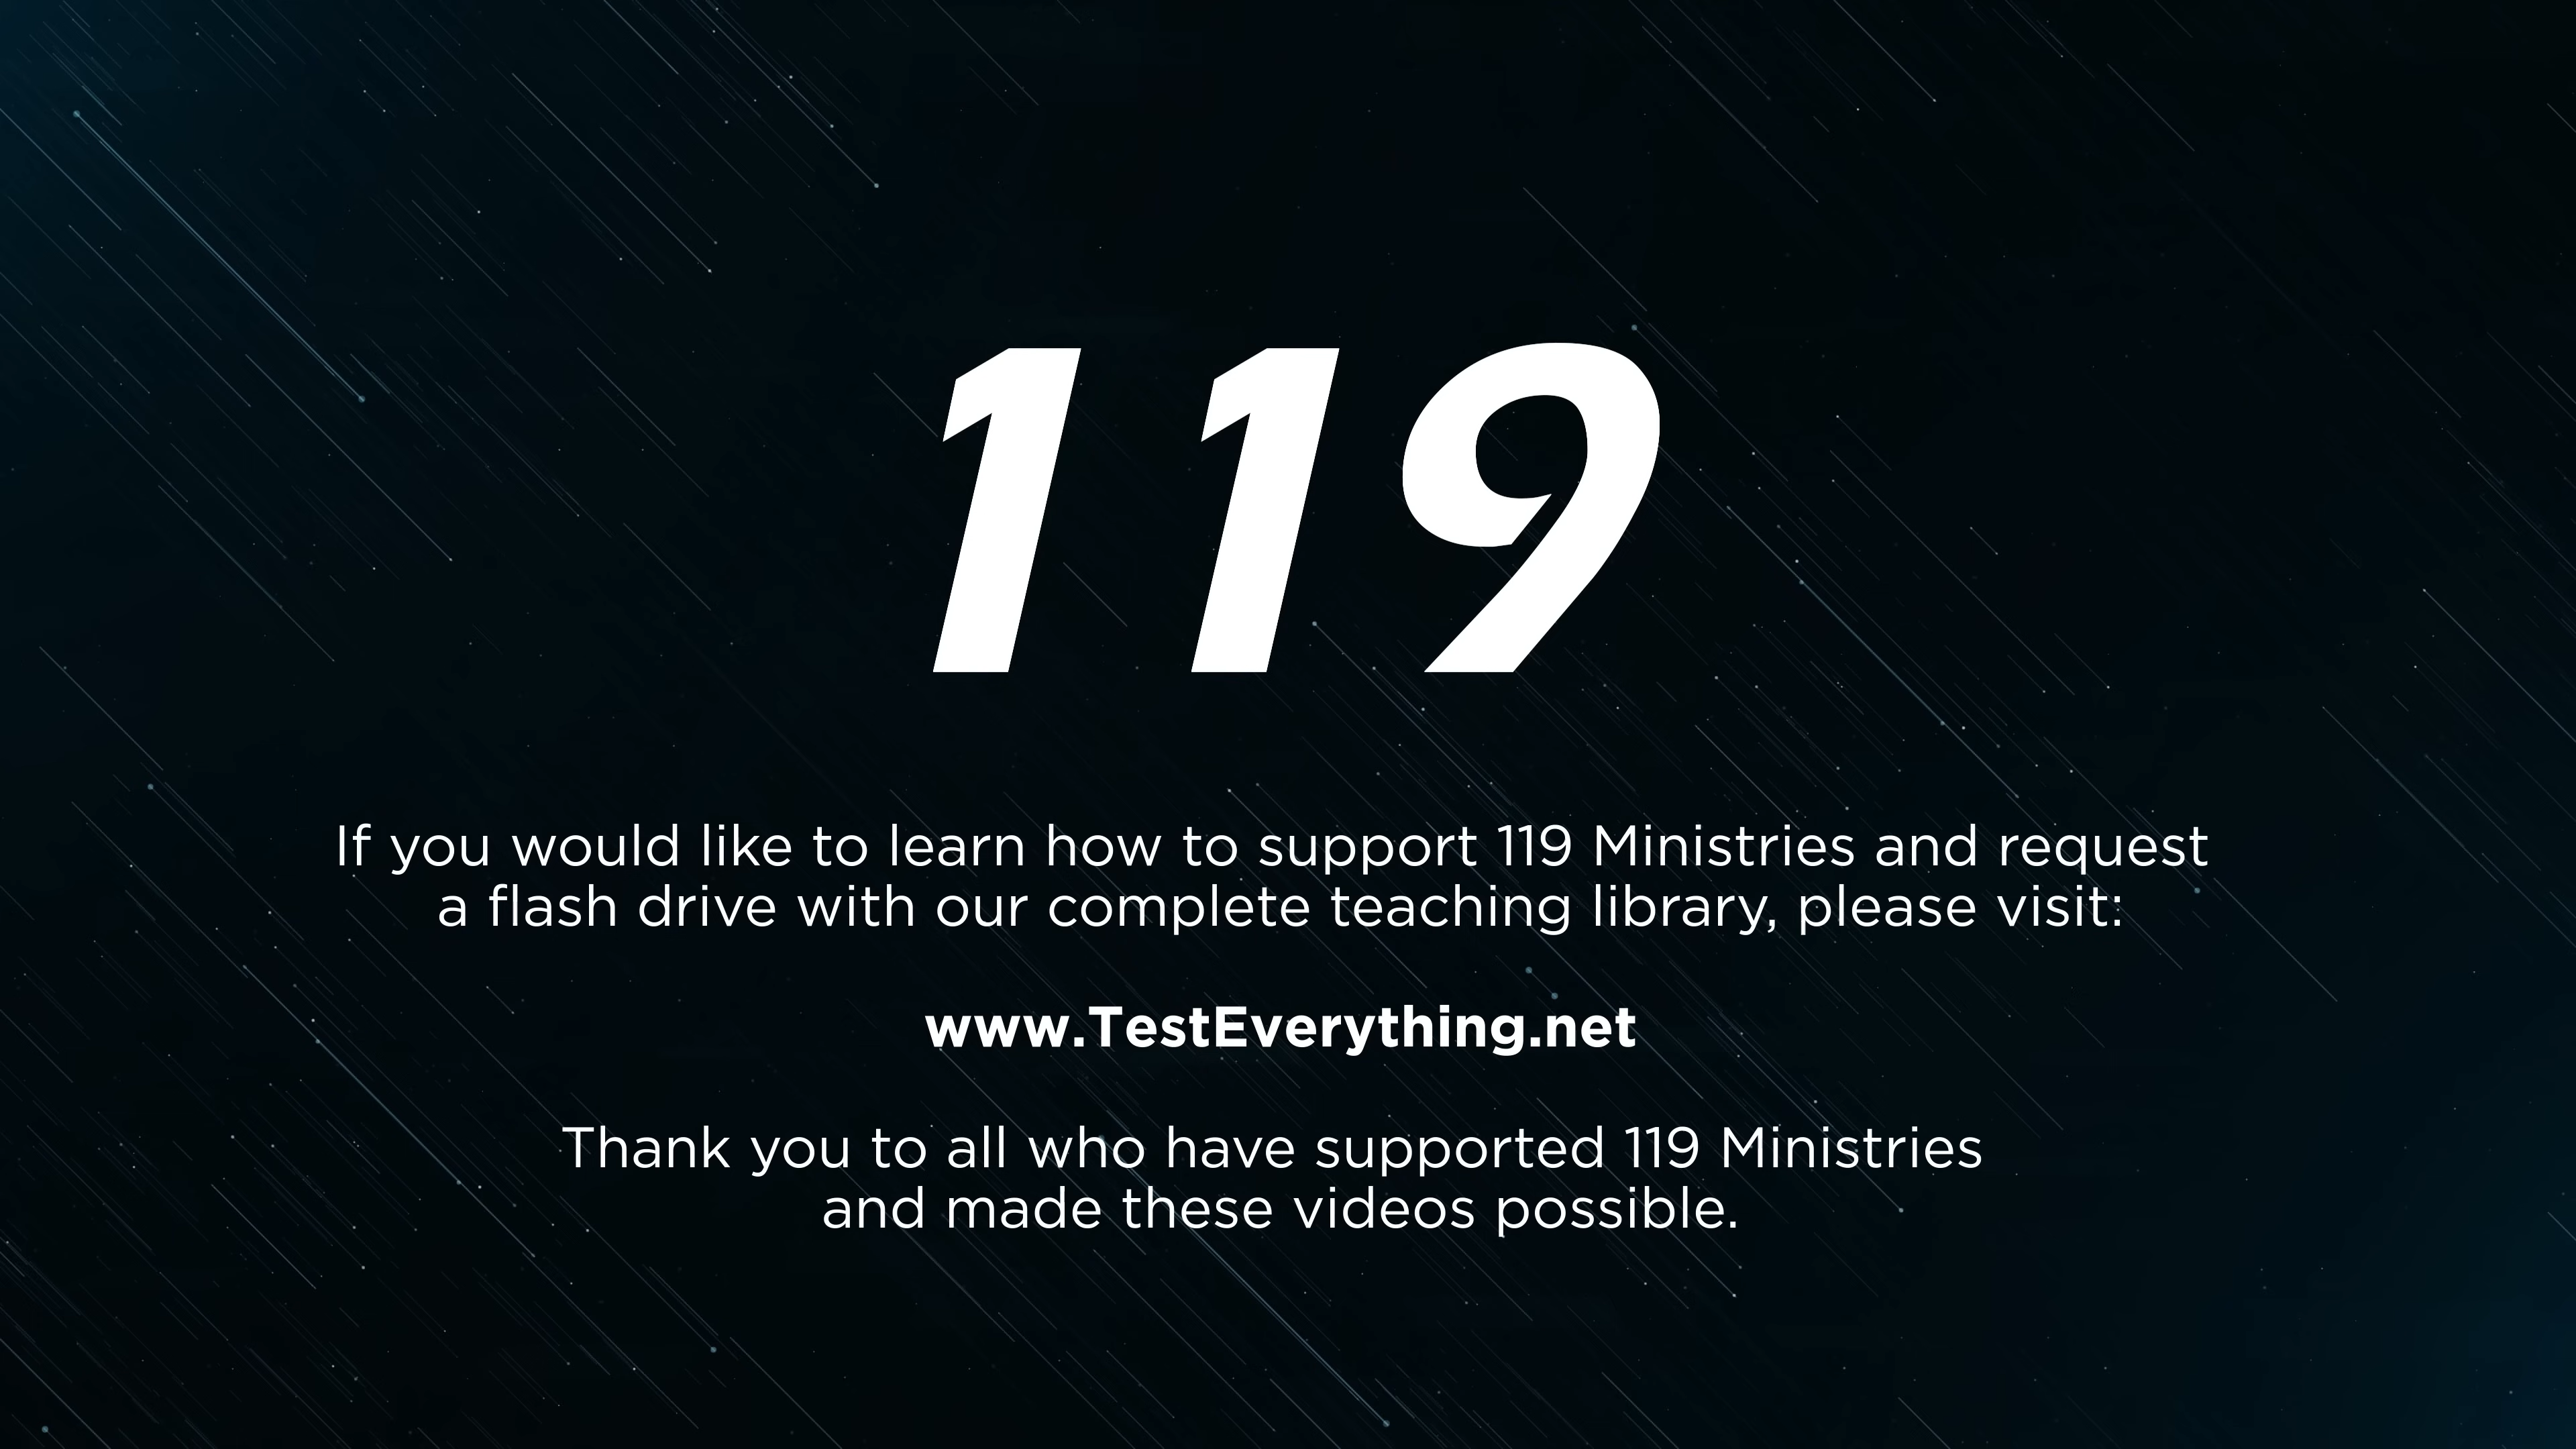 119
If you would like to learn how to support 119 Ministries and request
a flash drive with our complete teaching library, please visit:
www.TestEverything.net
Thank you to all who have supported 119 Ministries
and made these videos possible.